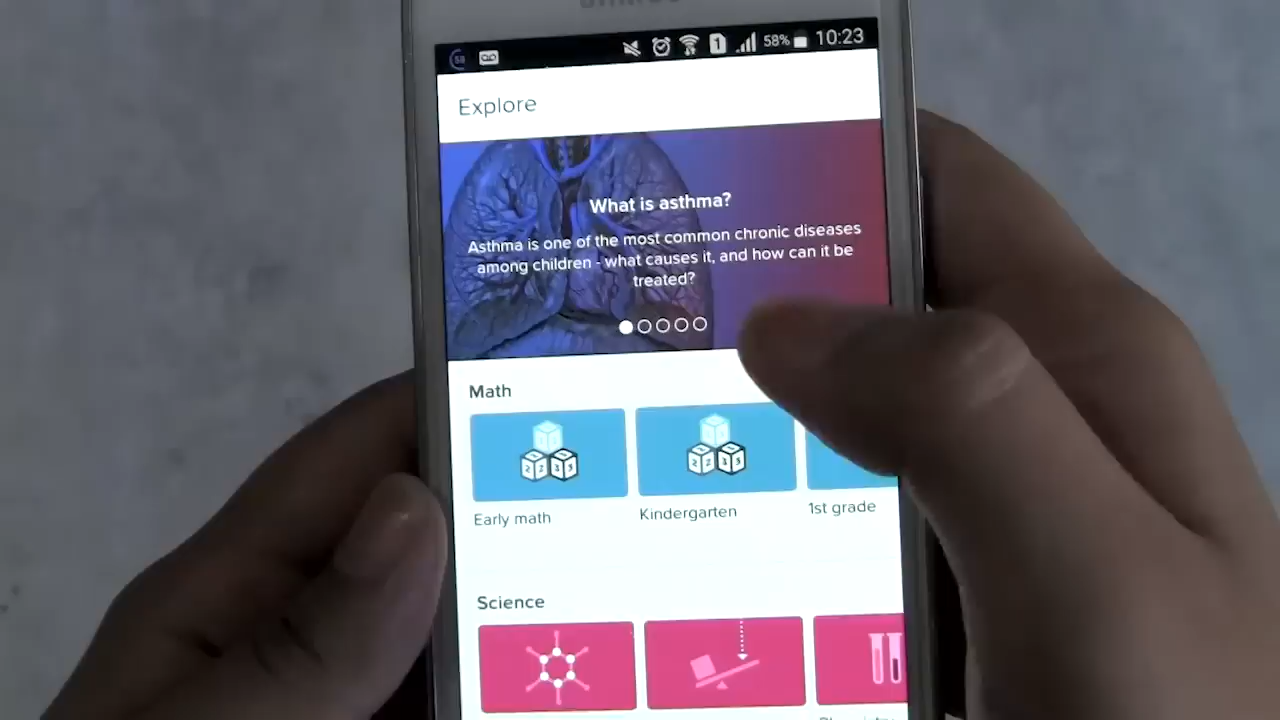 58% 10:23
Explore
What is asthma?
Asthma is one of the most common chronic diseases
among children - what causes it, and how can it be
treated?
Math
Early math
Kindergarten
1st grade
Science